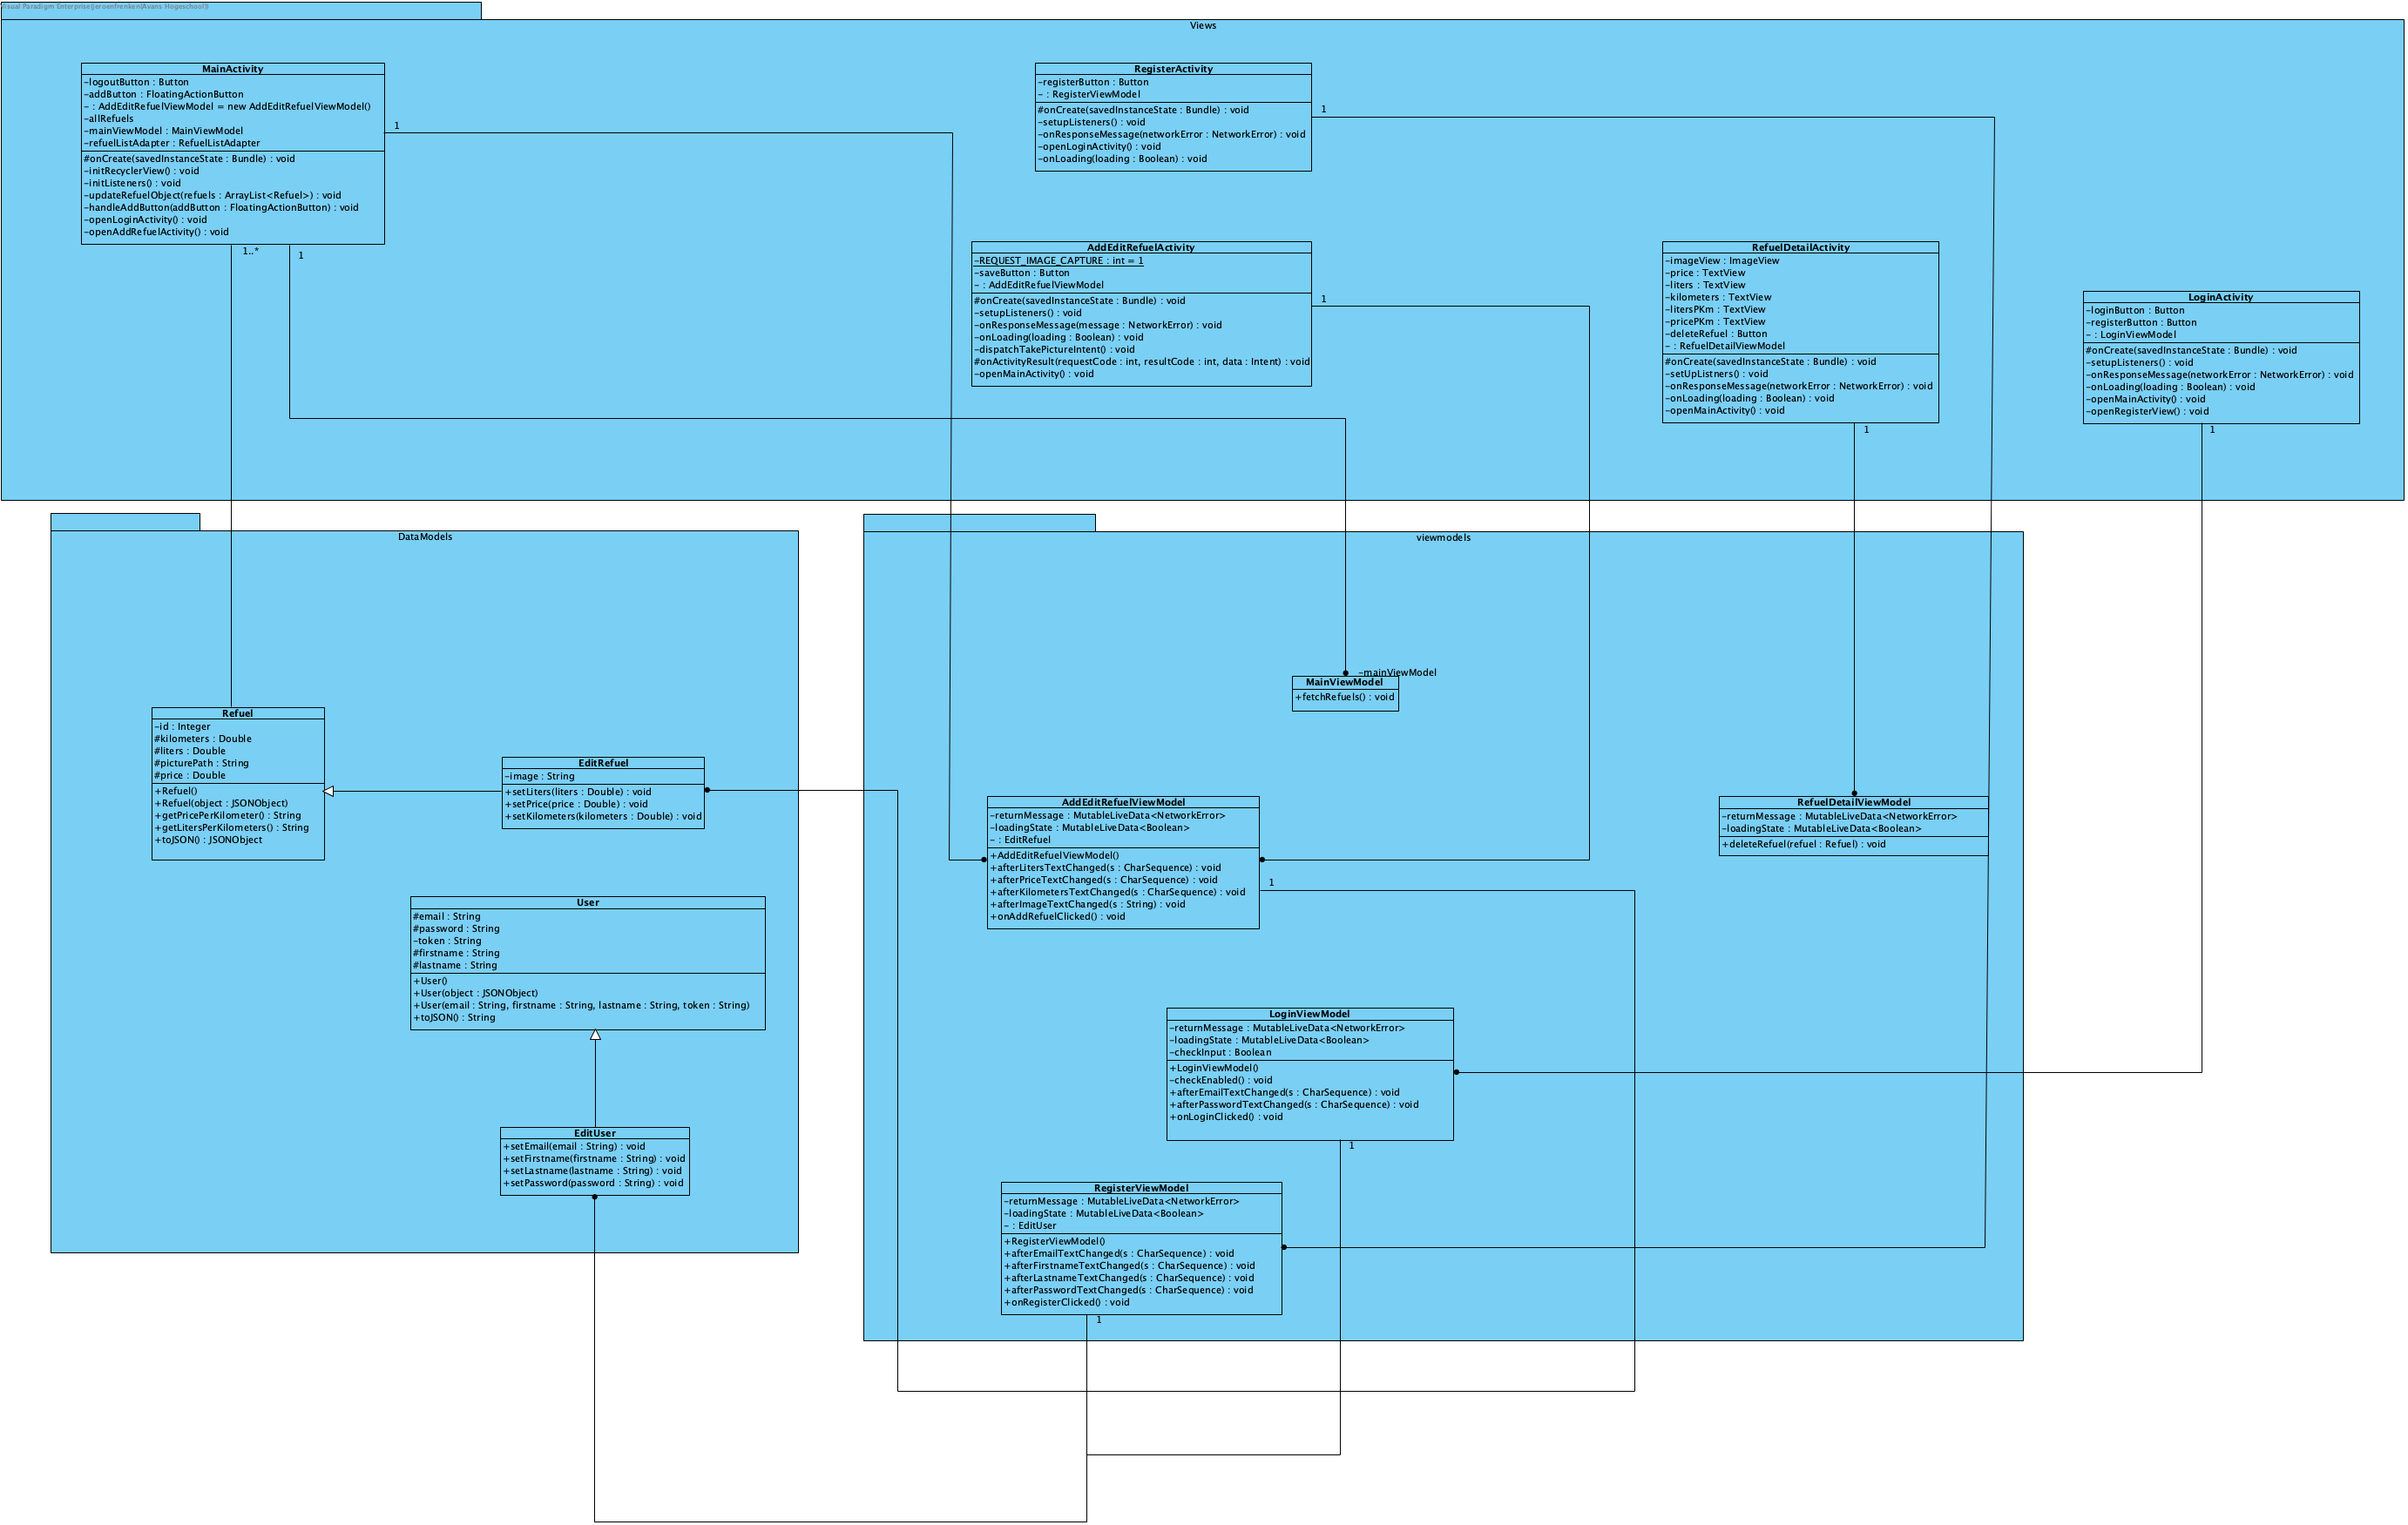 Visual Paradigm Enterprise(jeroenfrenken(Avans Hogeschool))
Views
MainActivity
-logoutButton : Button
-addButton : FloatingActionButton
- : AddEditRefuelViewModel = new AddEditRefuelViewModel()
-allRefuels
-mainViewModel : MainViewModel
-refuelListAdapter : RefuelListAdapter
#onCreate(savedInstanceState : Bundle) : void
-initRecyclerView() : void
-initListeners() : void
-updateRefuelObject(refuels : ArrayList<Refuel>) : void
-handleAddButton(addButton : FloatingActionButton) : void
-openLoginActivity() : void
-openAddRefuelActivity() : void
1
1..*
1
RegisterActivity
-registerButton : Button
- : RegisterViewModel
#onCreate(savedInstanceState : Bundle) : void
-setupListeners() : void
-onResponseMessage(networkError : NetworkError) : void
-openLoginActivity() : void
-onLoading(loading : Boolean) : void
1
AddEditRefuelActivity
-REQUEST_IMAGE_CAPTURE : int = 1
-saveButton : Button
- : AddEditRefuelViewModel
#onCreate(savedInstanceState : Bundle) : void
-setupListeners() : void
-onResponseMessage(message : NetworkError) : void
-onLoading(loading : Boolean) : void
-dispatchTakePictureIntent() : void
#onActivityResult(requestCode : int, resultCode : int, data : Intent) : void
-openMainActivity() : void
1
RefuelDetailActivity
-imageView : ImageView
-price : TextView
-liters : TextView
-kilometers : TextView
-litersPKm : TextView
-pricePKm : TextView
-deleteRefuel : Button
- : RefuelDetailViewModel
#onCreate(savedInstanceState : Bundle) : void
-setUpListners() : void
-onResponseMessage(networkError : NetworkError) : void
-onLoading(loading : Boolean) : void
-openMainActivity() : void
1
LoginActivity
-loginButton : Button
-registerButton : Button
- : LoginViewModel
#onCreate(savedInstanceState : Bundle) : void
-setupListeners() : void
-onResponseMessage(networkError : NetworkError) : void
-onLoading(loading : Boolean) : void
-openMainActivity() : void
-openRegisterView() : void
1
DataModels
Refuel
-id : Integer
#kilometers : Double
#liters : Double
#picturePath : String
#price : Double
+Refuel()
+Refuel(object : JSONObject)
+getPricePerKilometer() : String
+getLitersPerKilometers() : String
+toJSON() : JSONObject
EditRefuel
-image : String
+setLiters(liters : Double) : void
+setPrice(price : Double) : void
+setKilometers(kilometers : Double) : void
User
#email : String
#password : String
-token : String
#firstname : String
#lastname : String
+User()
+User(object : JSONObject)
+User(email : String, firstname : String, lastname : String, token : String)
+toJSON() : String
EditUser
+setEmail(email : String) : void
+setFirstname(firstname : String) : void
+setLastname(lastname : String) : void
+setPassword(password : String) : void
viewmodels
-mainViewModel
MainViewModel
+fetchRefuels() : void
AddEditRefuelViewModel
-returnMessage : MutableLiveData<NetworkError>
-loadingState : MutableLiveData<Boolean>
- : EditRefuel
+AddEditRefuelViewModel()
+afterLitersTextChanged(s : CharSequence) : void
+afterPriceTextChanged(s : CharSequence) : void
+afterKilometersTextChanged(s : CharSequence) : void
+afterImageTextChanged(s : String) : void
+onAddRefuelClicked() : void
1
RefuelDetailViewModel
-returnMessage : MutableLiveData<NetworkError>
-loadingState : MutableLiveData<Boolean>
+deleteRefuel(refuel : Refuel) : void
LoginViewModel
-returnMessage : MutableLiveData<NetworkError>
-loadingState : MutableLiveData<Boolean>
-checkInput : Boolean
+LoginViewModel()
-checkEnabled() : void
+afterEmailTextChanged(s : CharSequence) : void
+afterPasswordTextChanged(s : CharSequence) : void
+onLoginClicked() : void
1
RegisterViewModel
-returnMessage : MutableLiveData<NetworkError>
-loadingState : MutableLiveData<Boolean>
- : EditUser
+RegisterViewModel()
+afterEmailTextChanged(s : CharSequence) : void
+afterFirstnameTextChanged(s : CharSequence) : void
+afterLastnameTextChanged(s : CharSequence) : void
+afterPasswordTextChanged(s : CharSequence) : void
+onRegisterClicked() : void
1